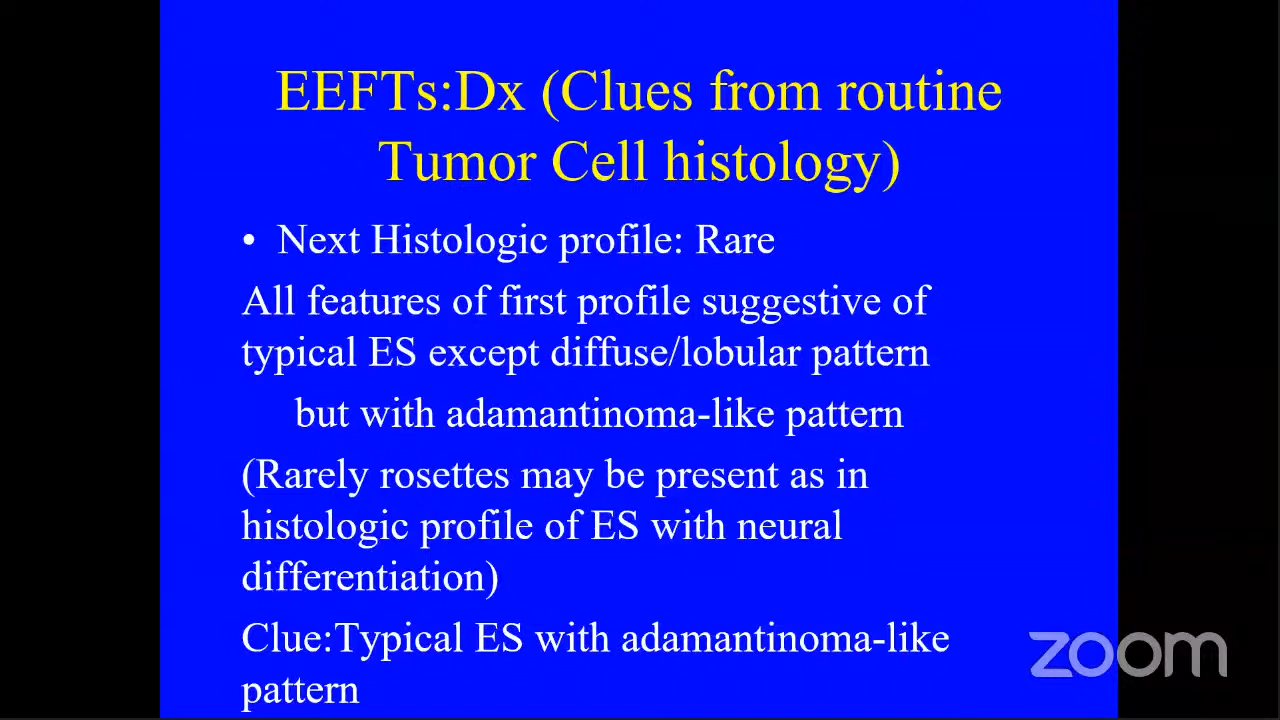 EEFTs:Dx (Clues from routine
Tumor Cell histology)
• Next Histologic profile: Rare
All features of first profile suggestive of
typical ES except diffuse/lobular pattern
but with adamantinoma-like pattern
(Rarely rosettes may be present as in
histologic profile of ES with neural
differentiation)
Clue:Typical ES with adamantinoma-like
pattern
zoom